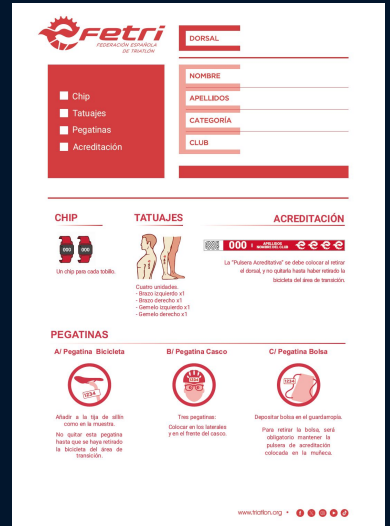 Fetri
FEDERACIÓN ESPAÑOLA
DE TRIATLÓN
DORSAL
Chip
Tatuajes
Pegatinas
Acreditación
NOMBRE
APELLIDOS
CATEGORÍA
CLUB
CHIP
000 000
Un chip para cada tobillo.
TATUAJES
Cuatro unidades.
- Brazo izquierdo x1
- Brazo derecho x1
- Gemelo izquierdo x1
- Gemelo derecho x1
ACREDITACIÓN
000
APELLIDOS
NOMBRE DEL CLUB
La "Pulsera Acreditativa" se debe colocar al retirar
el dorsal, y no quitarla hasta haber retirado la
bicicleta del área de transición.
PEGATINAS
A/ Pegatina Bicicleta
1234
Añadir a la tija de sillín
como en la muestra.
No quitar esta pegatina
hasta que se haya retirado
la bicicleta del área de
transición.
B/ Pegatina Casco
Tres pegatinas:
Colocar en los laterales
y en el frente del casco.
C/ Pegatina Bolsa
1234
Depositar bolsa en el guardarropía.
Para retirar la bolsa, será
obligatorio mantener la
pulsera de acreditación
colocada en la muñeca.
www.triatlon.org